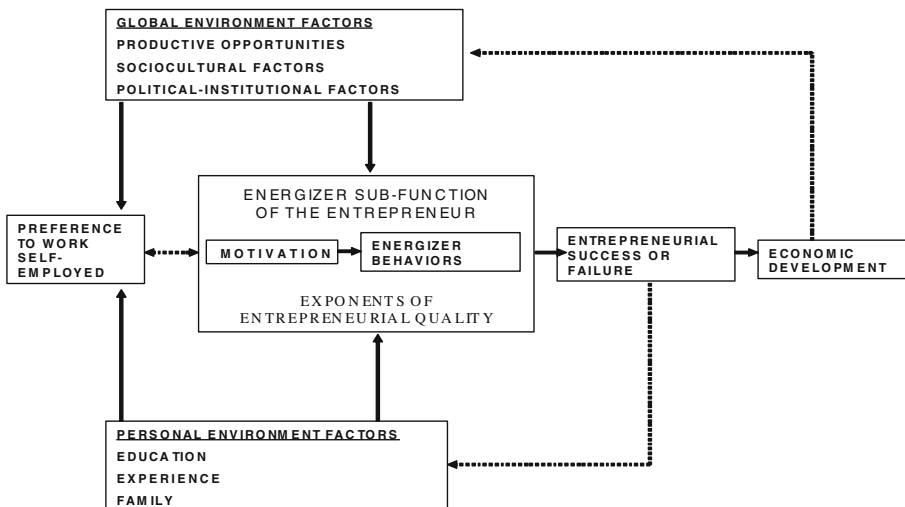 GLOBAL ENVIRONMENT FACTORS
PRODUCTIVE OPPORTUNITIES
SOCIOCULTURAL FACTORS
POLITICAL-INSTITUTIONAL FACTORS
PREFERENCE
TO WORK
SELF-
EMPLOYED
ENERGIZER SUB-FUNCTION
OF THE ENTREPRENEUR
MOTIVATION
ENERGIZER
BEHAVIORS
EXPONENTS OF
ENTREPRENEURIAL QUALITY
ENTREPRENEURIAL
SUCCESS OR
FAILURE
ECONOMIC
DEVELOPMENT
PERSONAL ENVIRONMENT FACTORS
EDUCATION
EXPERIENCE
FAMILY